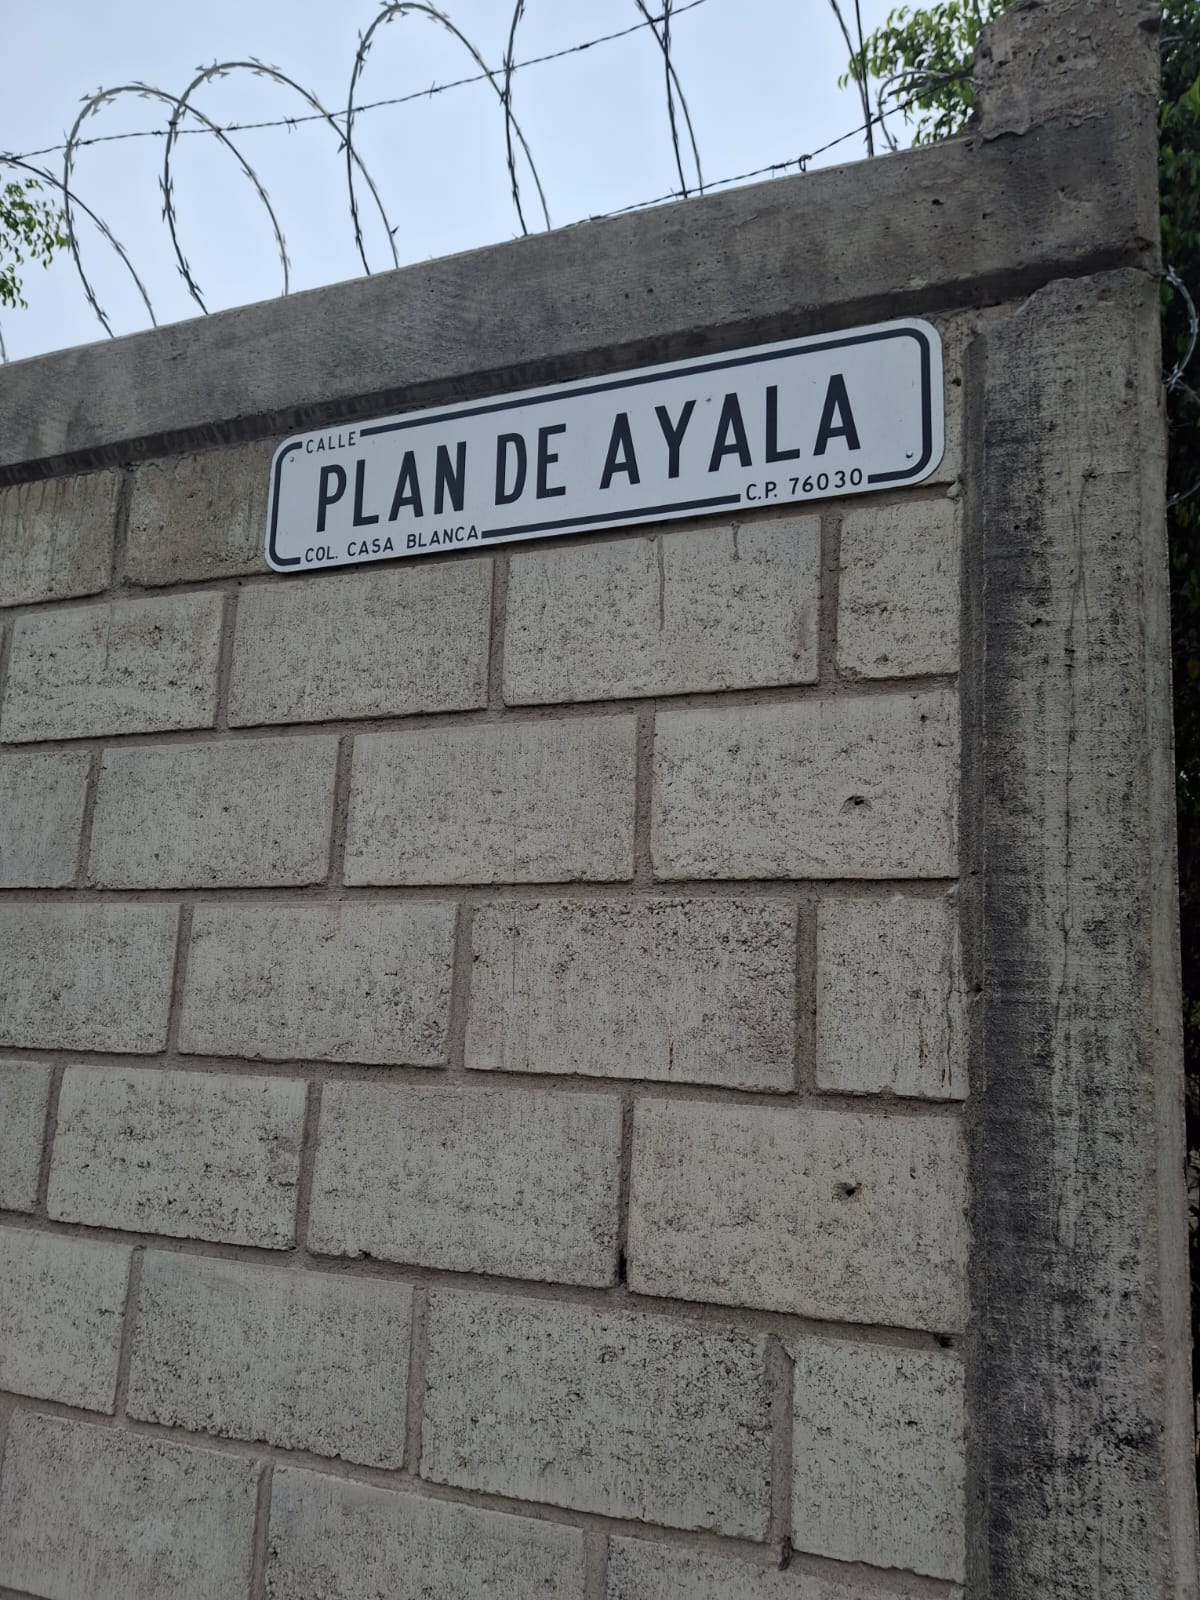 CALLE
PLAN DE AYALA
COL. CASA BLANCA
C.P. 76030